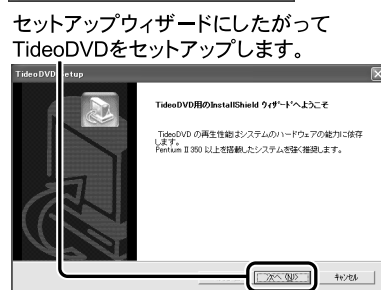 セットアップウィザードにしたがって
TideoDVDをセットアップします。
TideoDVD Setup
TideoDVD用のInstallShield ウィザードへようこそ
TideoDVD の再生性能はシステムのハードウェアの能力に依存
します。
Pentium II 350 以上を搭載したシステムを強く推奨します。
次へ(N)>
キャンセル